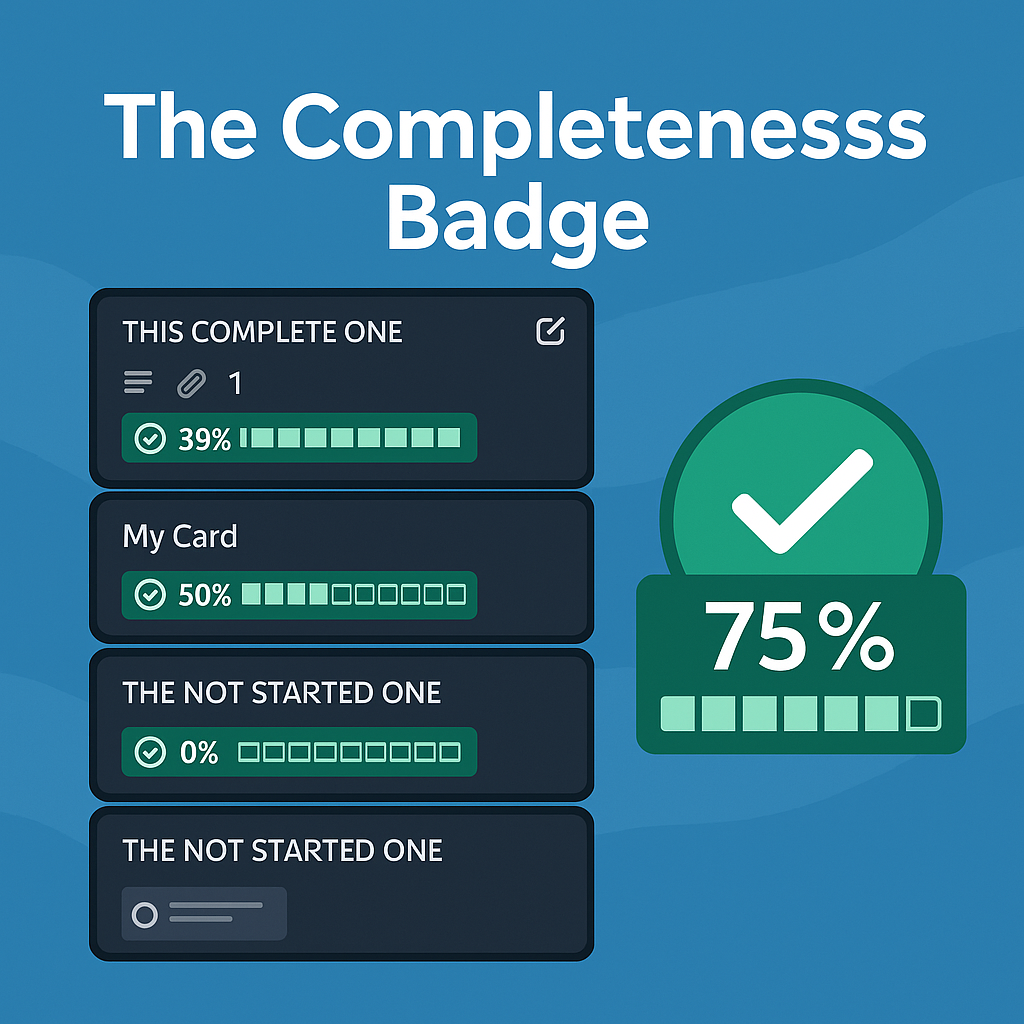 The Completenesss
Badge
THIS COMPLETE ONE
1
39%
My Card
50%
THE NOT STARTED ONE
0%
THE NOT STARTED ONE
75%